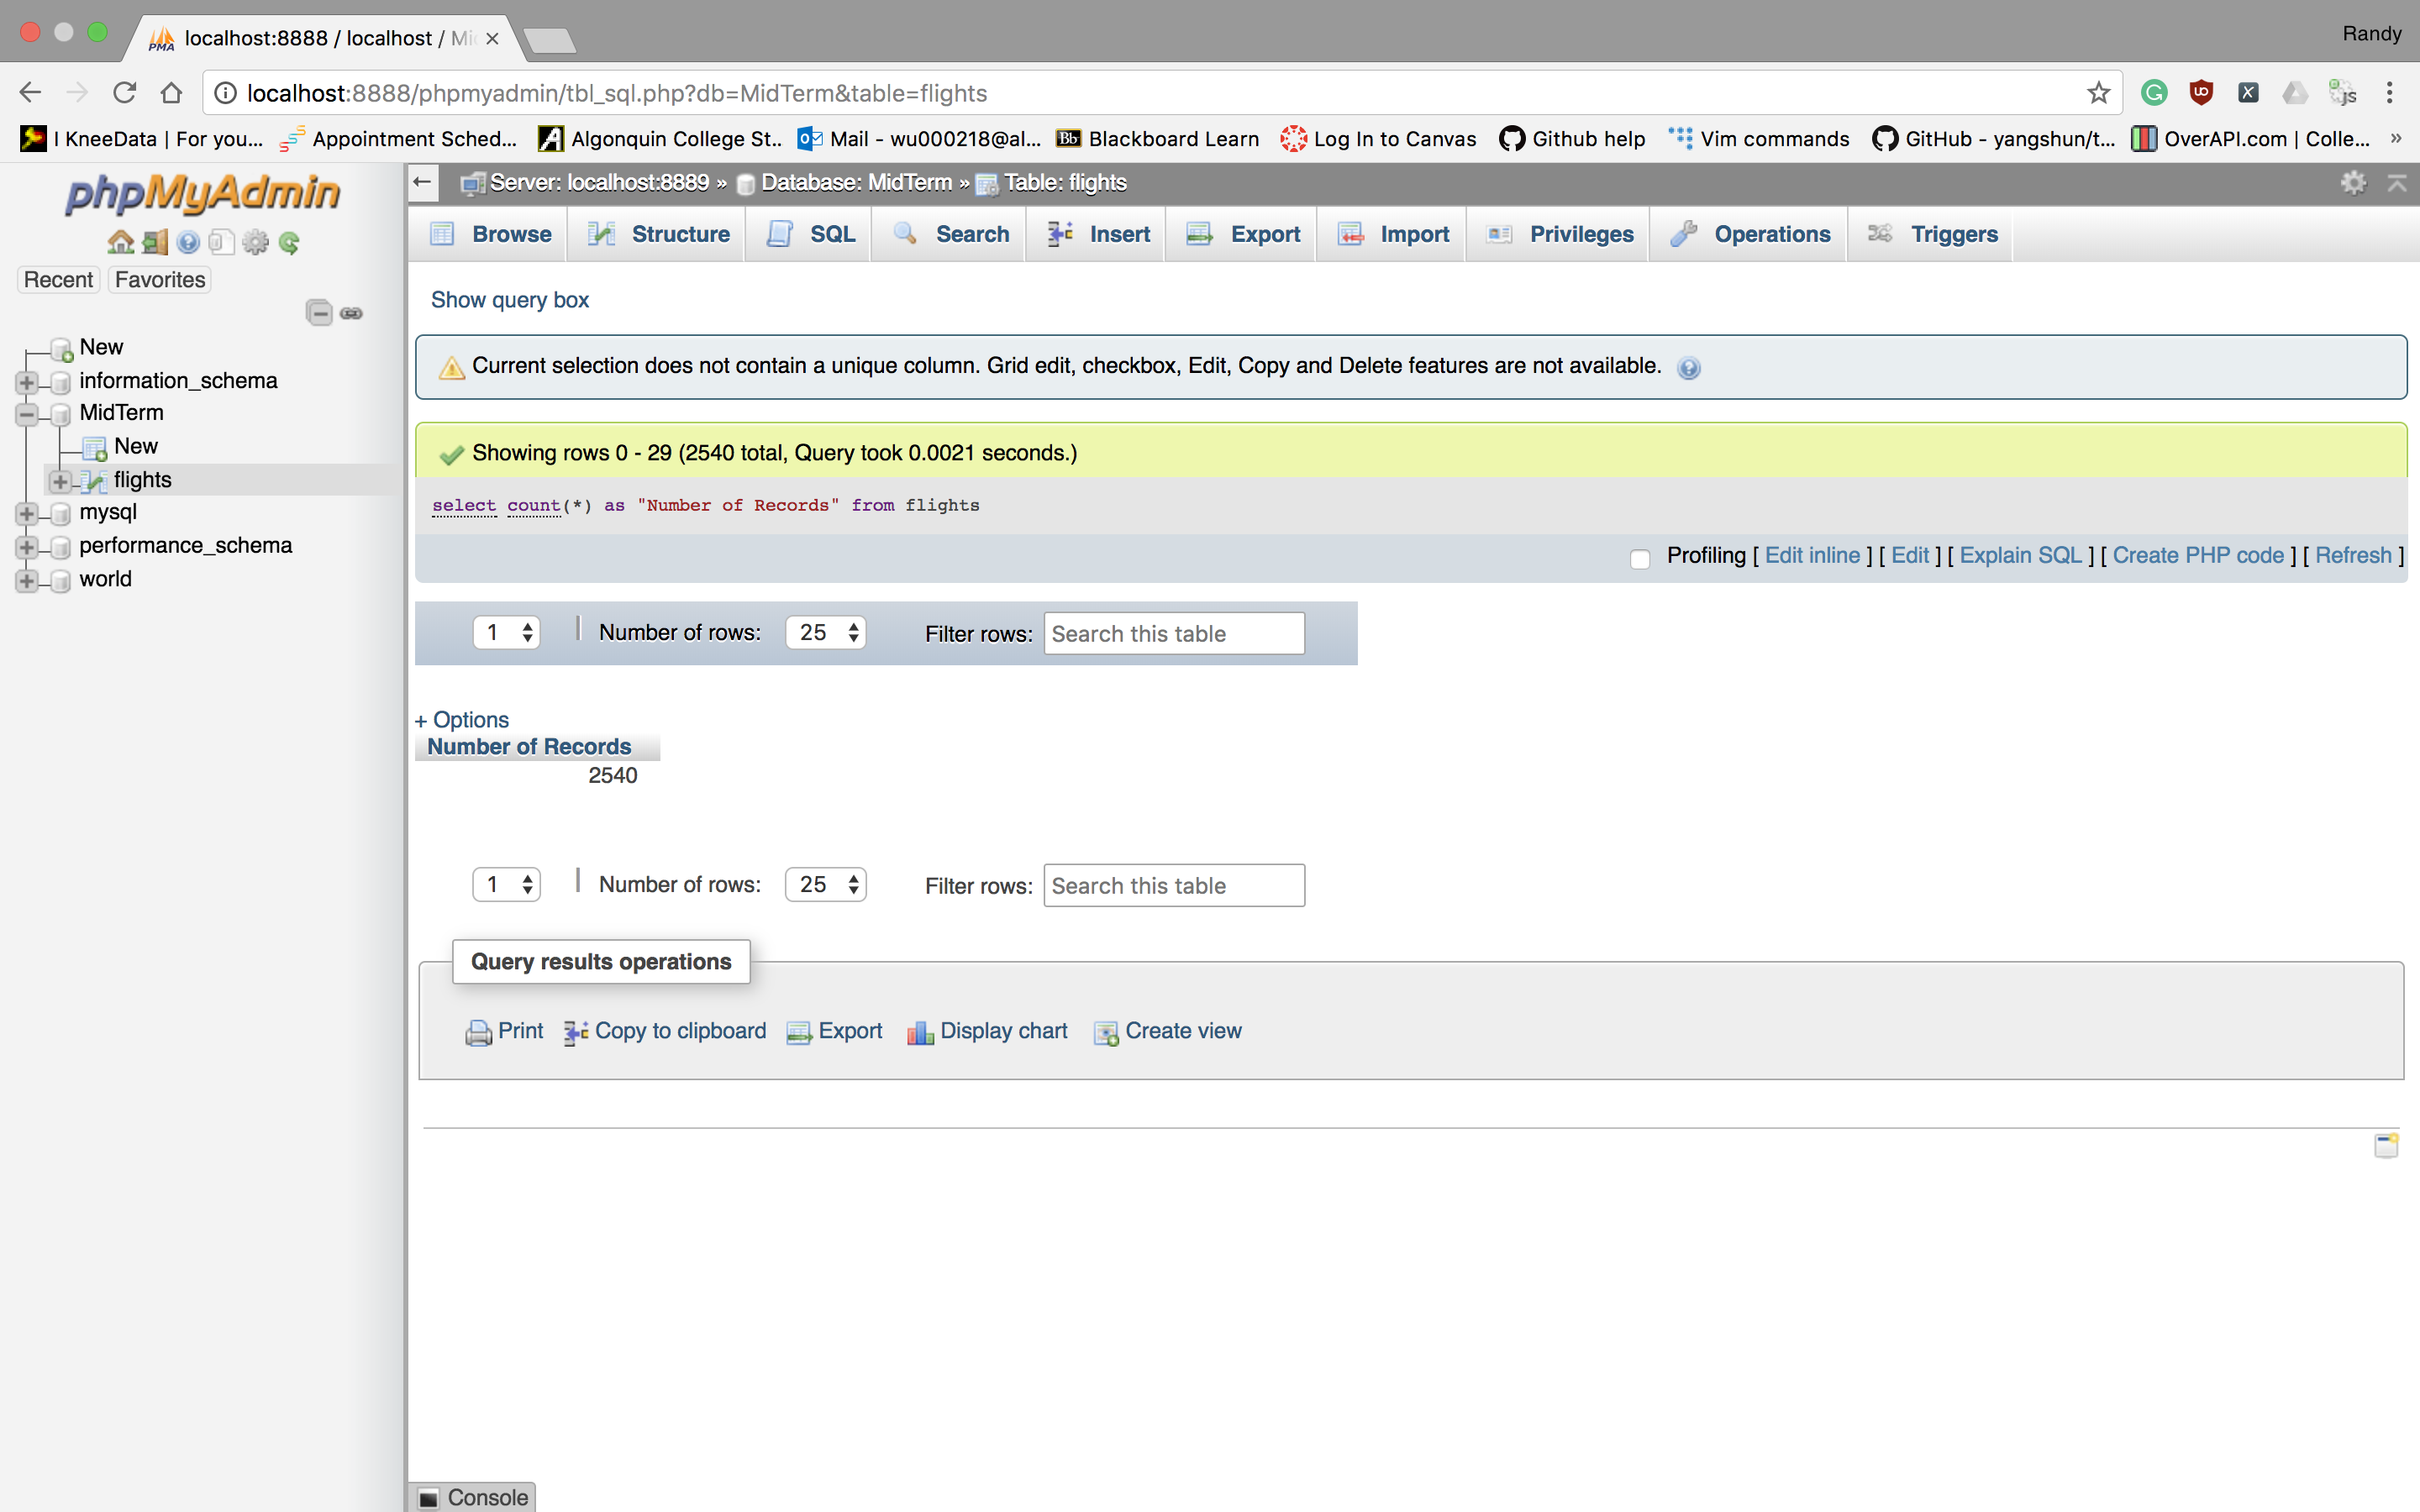 localhost:8888 / localhost / Mi
Randy
localhost:8888/phpmyadmin/tbl_sql.php?db=MidTerm&table=flights
I KneeData | For you... Appointment Sched... Algonquin College St... Mail - wu000218@al... Bb Blackboard Learn Log In to Canvas Github help Vim commands GitHub - yangshun/t... OverAPI.com | Colle... »
phpMyAdmin
Server: localhost:8889 » Database: MidTerm » Table: flights
Browse Structure SQL Search Insert Export Import Privileges Operations Triggers
Recent Favorites
New
information_schema
MidTerm
New
flights
mysql
performance_schema
world
Show query box
Current selection does not contain a unique column. Grid edit, checkbox, Edit, Copy and Delete features are not available.
Showing rows 0 - 29 (2540 total, Query took 0.0021 seconds.)
select count(*) as "Number of Records" from flights
Profiling [ Edit inline ] [ Edit ] [ Explain SQL ] [ Create PHP code ] [ Refresh ]
1 | Number of rows: 25 Filter rows: Search this table
+ Options
Number of Records
2540
1 | Number of rows: 25 Filter rows: Search this table
Query results operations
Print Copy to clipboard Export Display chart Create view
Console